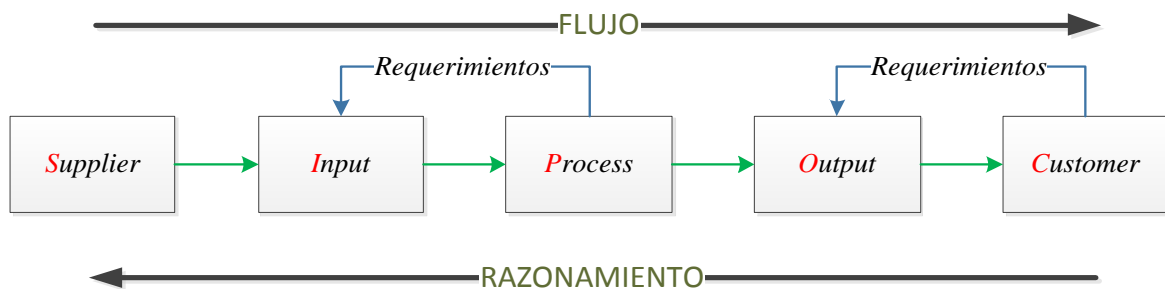 FLUJO
Requerimientos
Requerimientos
Supplier
Input
Process
Output
Customer
RAZONAMIENTO